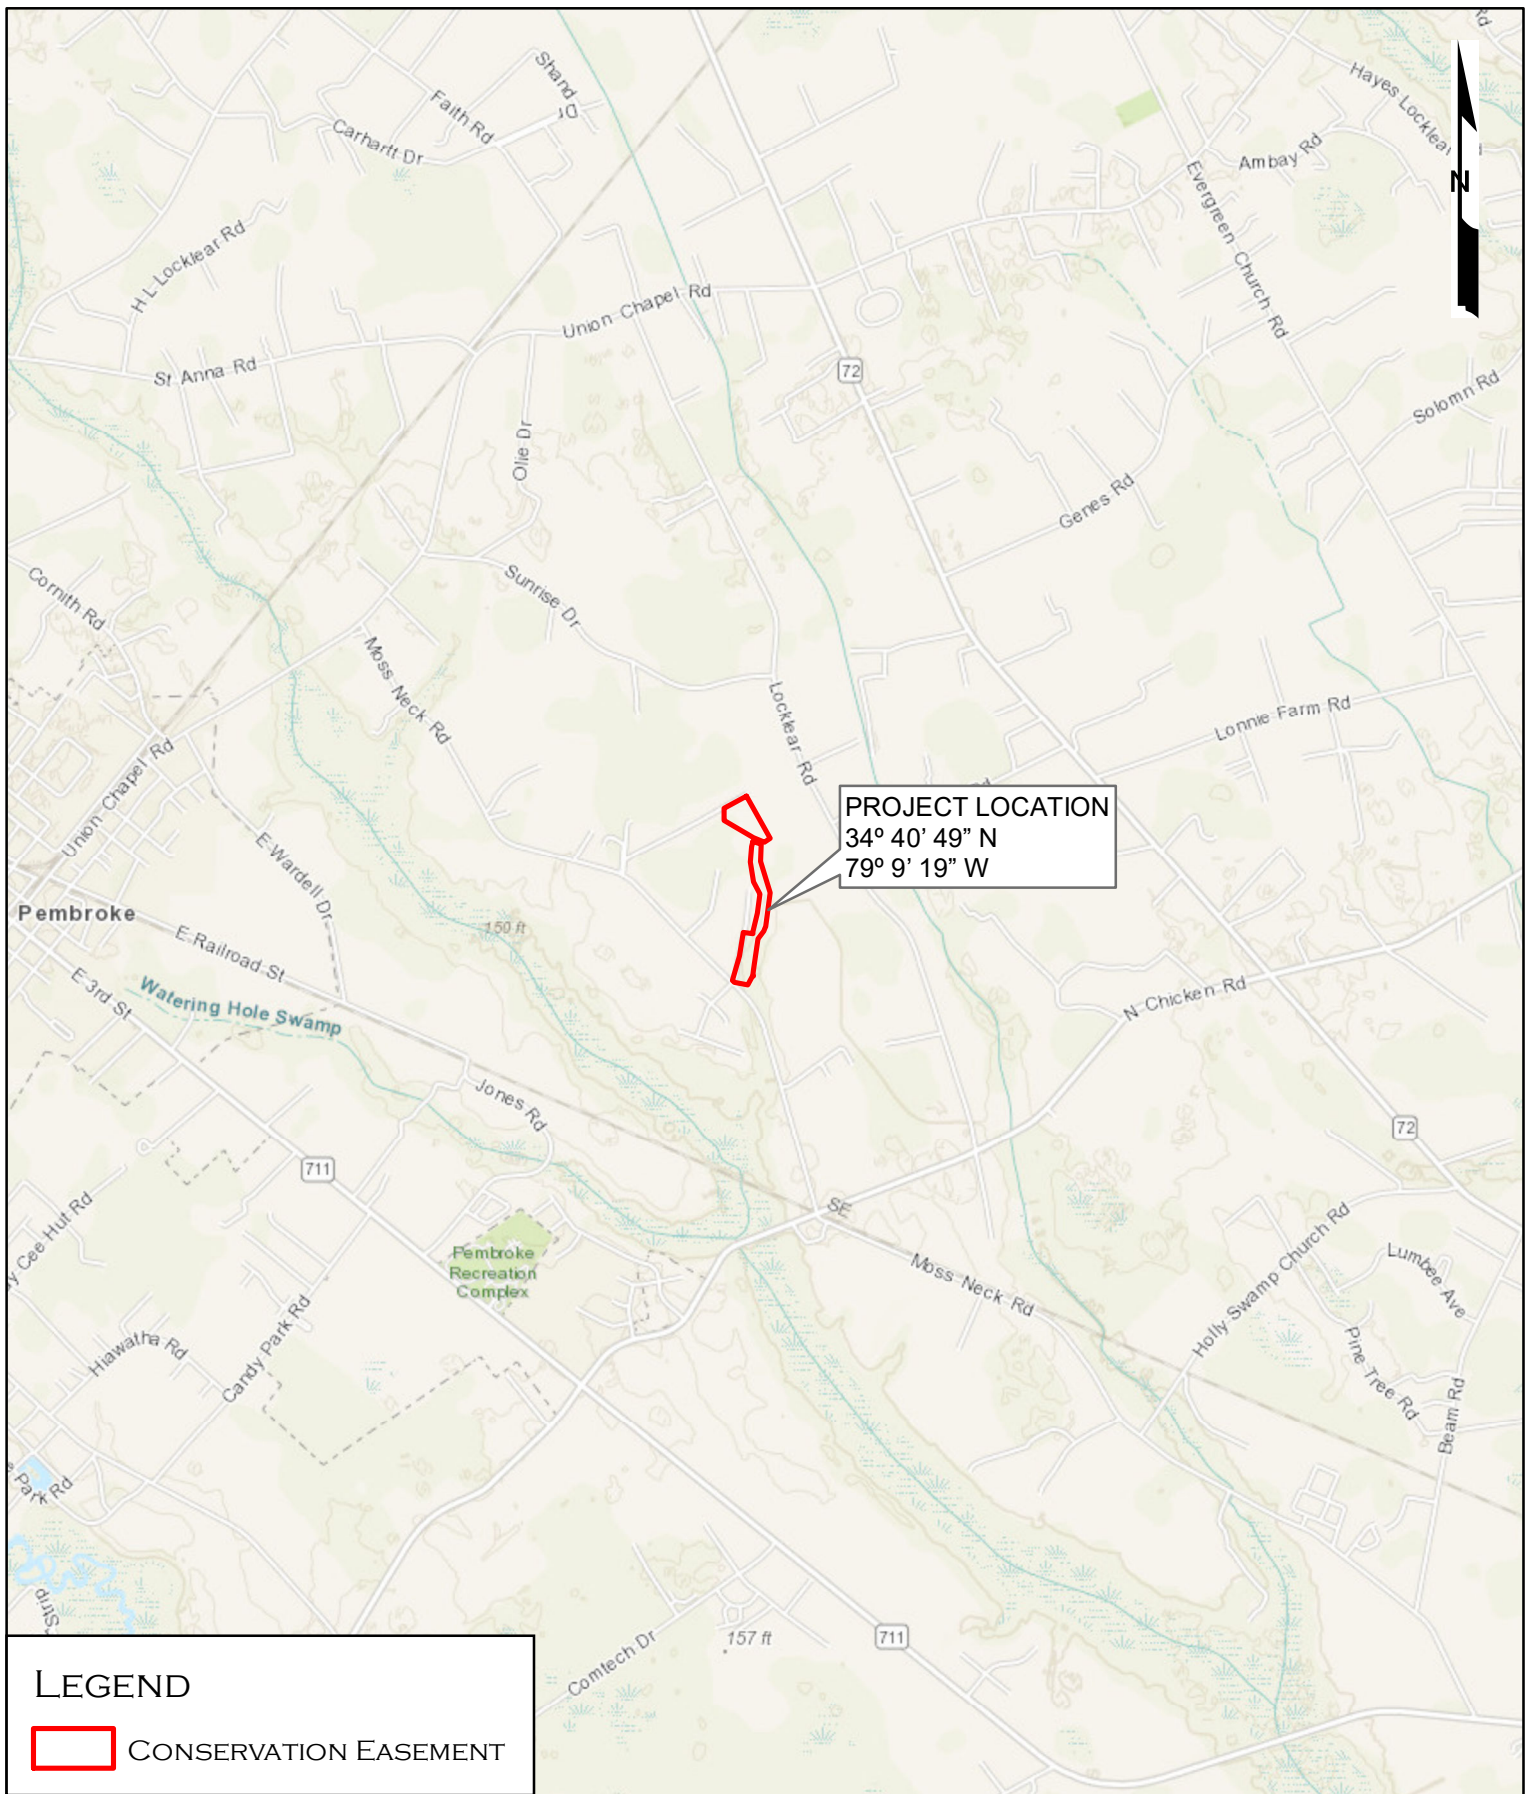 Shand
Dr
Faith Rd
Carhartt Dr
Hayes Locklear
Ambay Rd
N
Evergreen Church Rd
H L Locklear Rd
Union Chapel Rd
St Anna Rd
72
Solomn Rd
Olie Dr
Genes Rd
Cornith Rd
Sunrise Dr
Moss Neck Rd
Locklear Rd
Lonnie Farm Rd
Union Chapel Rd
Rd
PROJECT LOCATION
34º 40’ 49” N
79º 9’ 19” W
E Wardell Dr
Pembroke
150 ft
E Railroad St
E 3rd St
Watering Hole Swamp
N Chicken Rd
Jones Rd
72
711
SE
Pembroke
Recreation
Complex
Moss Neck Rd
Holly Swamp Church Rd
Lumbee Ave
y Cee Hut Rd
Hiawatha Rd
Candy Park Rd
Pine Tree Rd
Beam Rd
Park Rd
Strip
157 ft
711
Comtech Dr
LEGEND
CONSERVATION EASEMENT